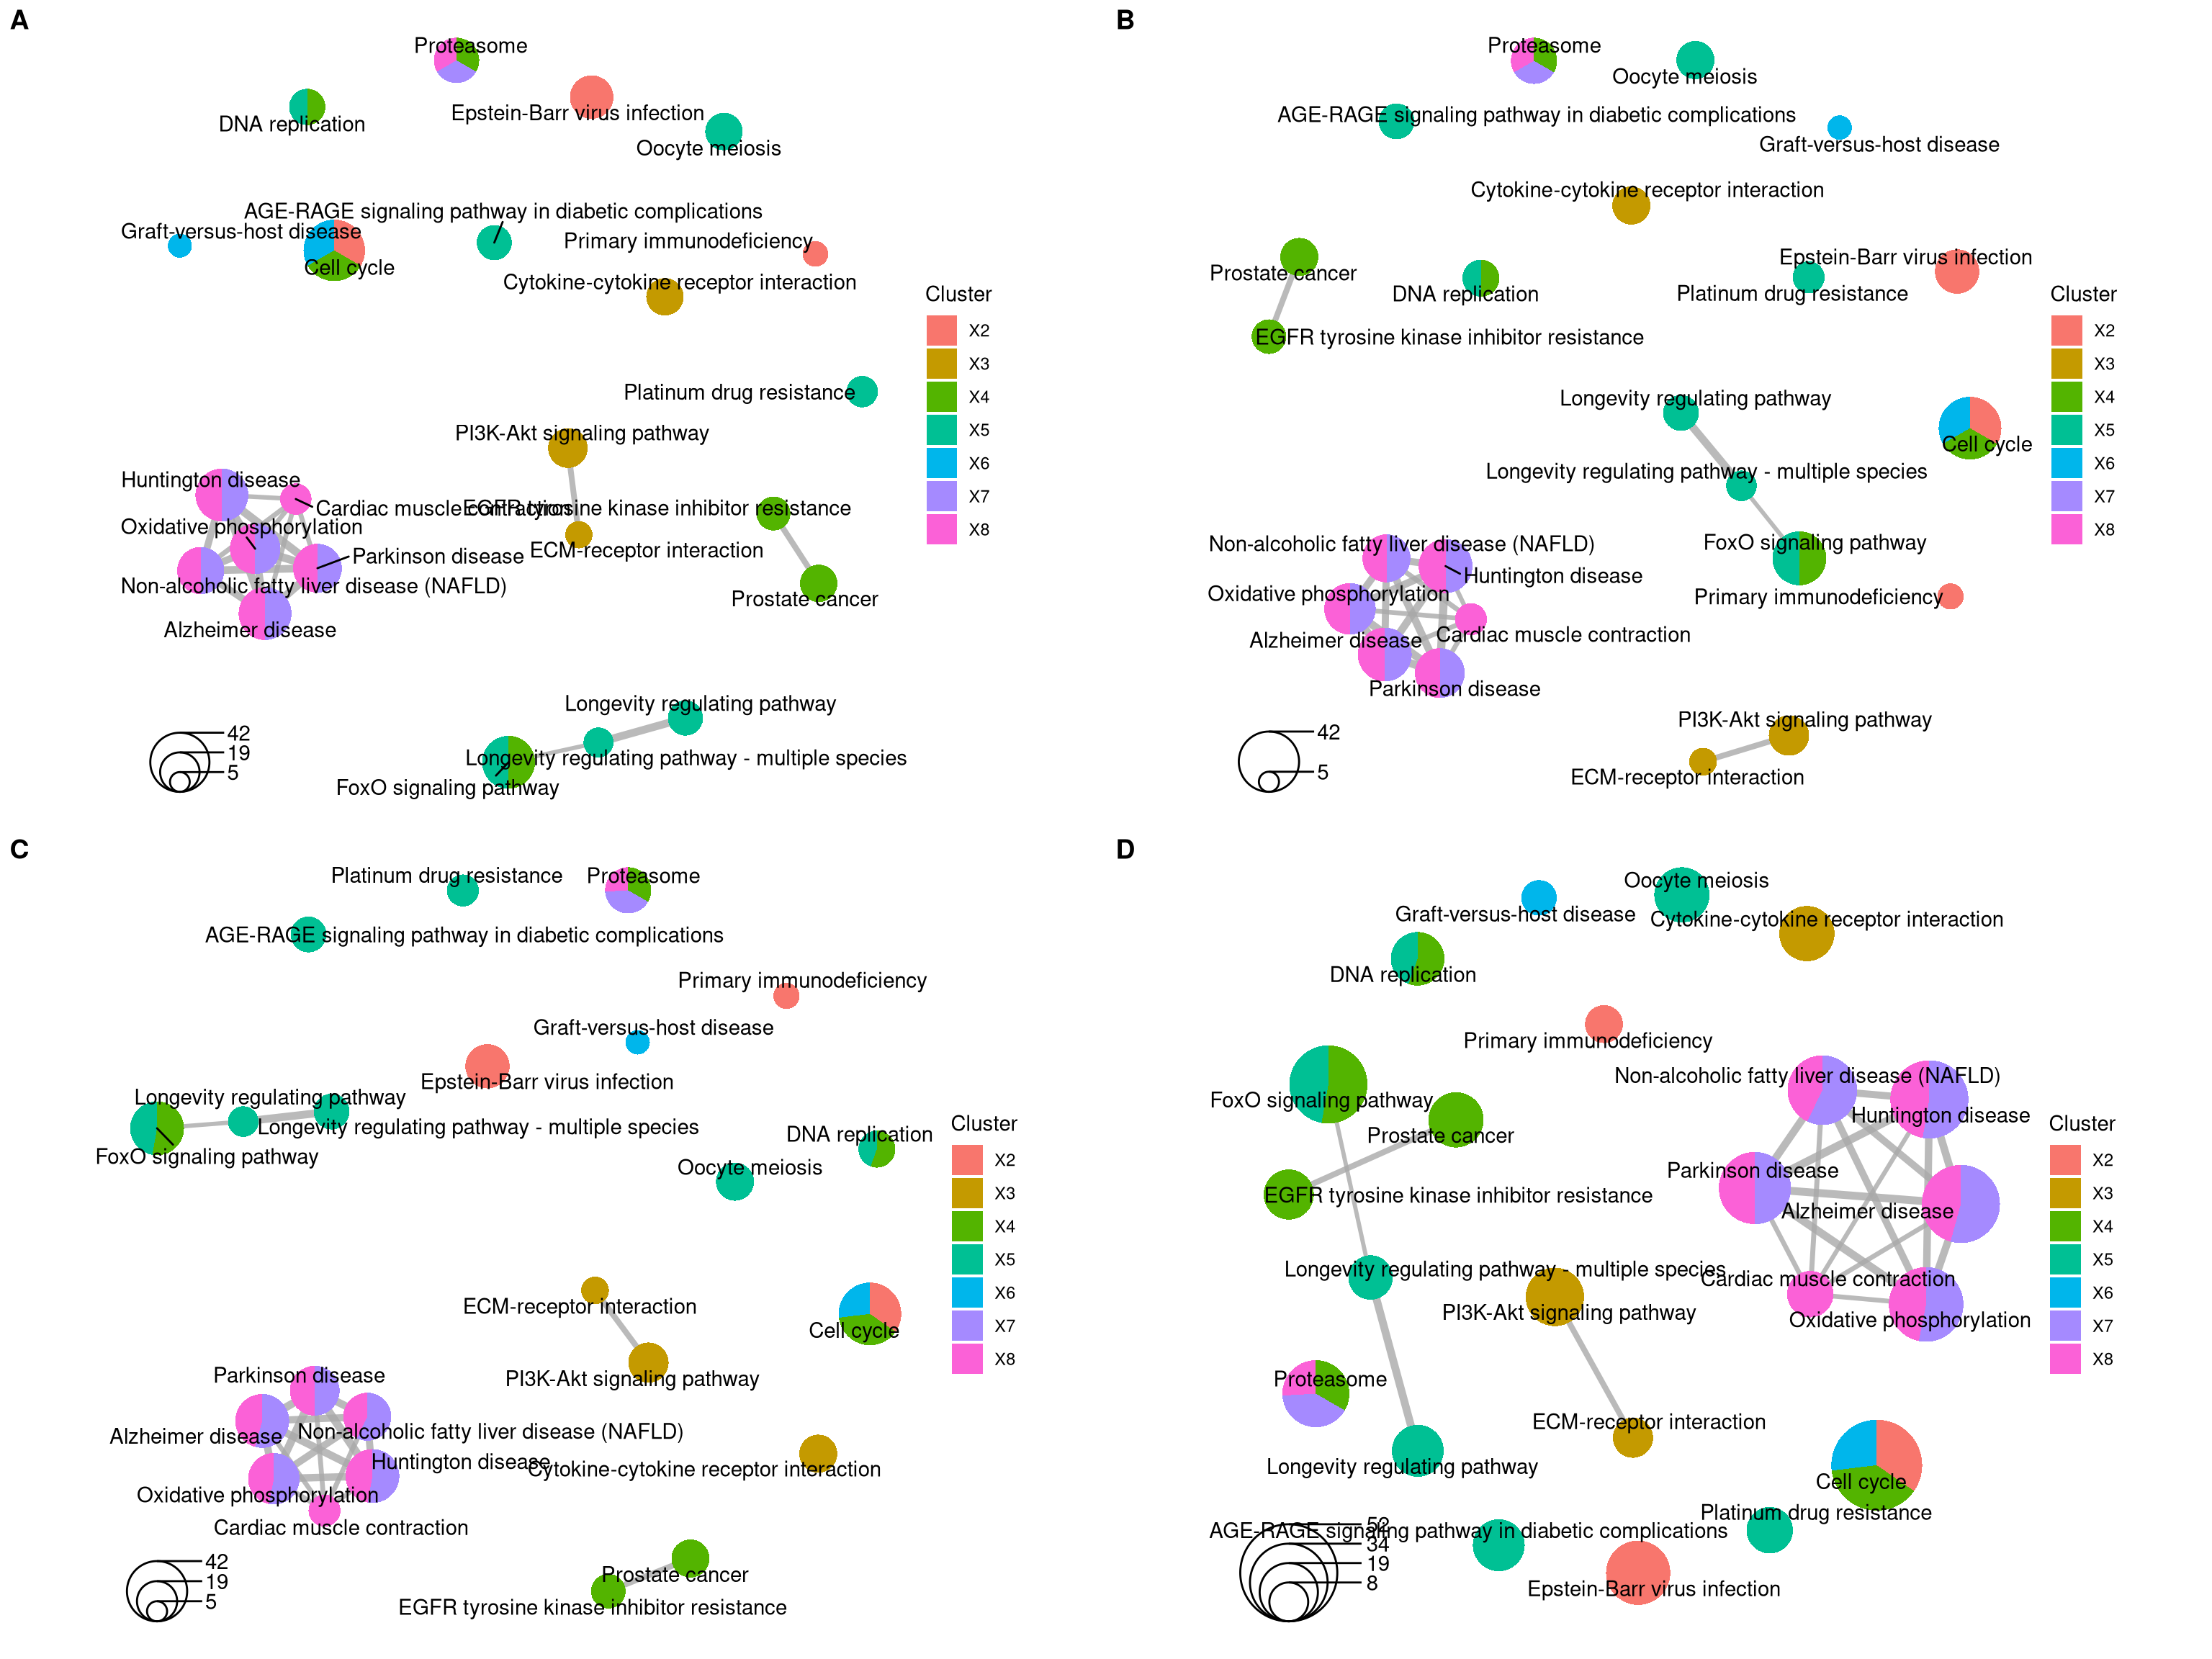 A
Proteasome
Epstein-Barr virus infection
DNA replication
Oocyte meiosis
AGE-RAGE signaling pathway in diabetic complications
Graft-versus-host disease
Primary immunodeficiency
Cell cycle
Cytokine-cytokine receptor interaction
Platinum drug resistance
PI3K-Akt signaling pathway
Huntington disease
Cardiac muscle contraction
EGFR tyrosine kinase inhibitor resistance
Oxidative phosphorylation
ECM-receptor interaction
Parkinson disease
Non-alcoholic fatty liver disease (NAFLD)
Prostate cancer
Alzheimer disease
Longevity regulating pathway
Longevity regulating pathway - multiple species
FoxO signaling pathway
42
19
5
Cluster
X2
X3
X4
X5
X6
X7
X8
B
Proteasome
Oocyte meiosis
AGE-RAGE signaling pathway in diabetic complications
Graft-versus-host disease
Cytokine-cytokine receptor interaction
Epstein-Barr virus infection
Prostate cancer
DNA replication
Platinum drug resistance
EGFR tyrosine kinase inhibitor resistance
Longevity regulating pathway
Cell cycle
Longevity regulating pathway - multiple species
Non-alcoholic fatty liver disease (NAFLD)
FoxO signaling pathway
Huntington disease
Oxidative phosphorylation
Primary immunodeficiency
Cardiac muscle contraction
Alzheimer disease
Parkinson disease
PI3K-Akt signaling pathway
ECM-receptor interaction
42
5
Cluster
X2
X3
X4
X5
X6
X7
X8
C
Platinum drug resistance
Proteasome
AGE-RAGE signaling pathway in diabetic complications
Primary immunodeficiency
Graft-versus-host disease
Epstein-Barr virus infection
Longevity regulating pathway
Longevity regulating pathway - multiple species
DNA replication
FoxO signaling pathway
Oocyte meiosis
ECM-receptor interaction
Cell cycle
Parkinson disease
PI3K-Akt signaling pathway
Non-alcoholic fatty liver disease (NAFLD)
Alzheimer disease
Huntington disease
Cytokine-cytokine receptor interaction
Oxidative phosphorylation
Cardiac muscle contraction
Prostate cancer
EGFR tyrosine kinase inhibitor resistance
42
19
5
Cluster
X2
X3
X4
X5
X6
X7
X8
D
Oocyte meiosis
Graft-versus-host disease
Cytokine-cytokine receptor interaction
DNA replication
Primary immunodeficiency
Non-alcoholic fatty liver disease (NAFLD)
FoxO signaling pathway
Huntington disease
Prostate cancer
Parkinson disease
EGFR tyrosine kinase inhibitor resistance
Alzheimer disease
Longevity regulating pathway - multiple species
Cardiac muscle contraction
PI3K-Akt signaling pathway
Oxidative phosphorylation
Proteasome
ECM-receptor interaction
Longevity regulating pathway
Cell cycle
Platinum drug resistance
AGE-RAGE signaling pathway in diabetic complications
Epstein-Barr virus infection
52
34
19
8
Cluster
X2
X3
X4
X5
X6
X7
X8